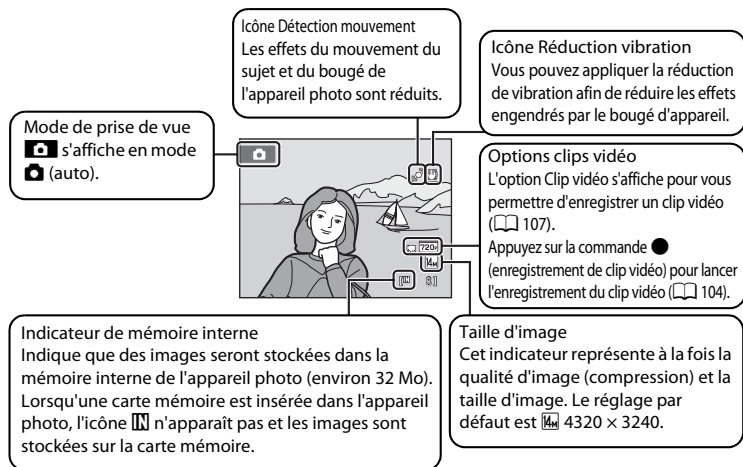 Icône Détection mouvement
Les effets du mouvement du
sujet et du bougé de
l'appareil photo sont réduits.
Icône Réduction vibration
Vous pouvez appliquer la réduction
de vibration afin de réduire les effets
engendrés par le bougé d'appareil.
Mode de prise de vue
s'affiche en mode
(auto).
Options clips vidéo
L'option Clip vidéo s'affiche pour vous
permettre d'enregistrer un clip vidéo
(107).
Appuyez sur la commande ●
(enregistrement de clip vidéo) pour lancer
l'enregistrement du clip vidéo (104).
720P
14M
[IN] 8]
Indicateur de mémoire interne
Indique que des images seront stockées dans la
mémoire interne de l'appareil photo (environ 32 Mo).
Lorsqu'une carte mémoire est insérée dans l'appareil
photo, l'icône IN n'apparaît pas et les images sont
stockées sur la carte mémoire.
Taille d'image
Cet indicateur représente à la fois la
qualité d'image (compression) et la
taille d'image. Le réglage par
défaut est 14M 4320 × 3240.